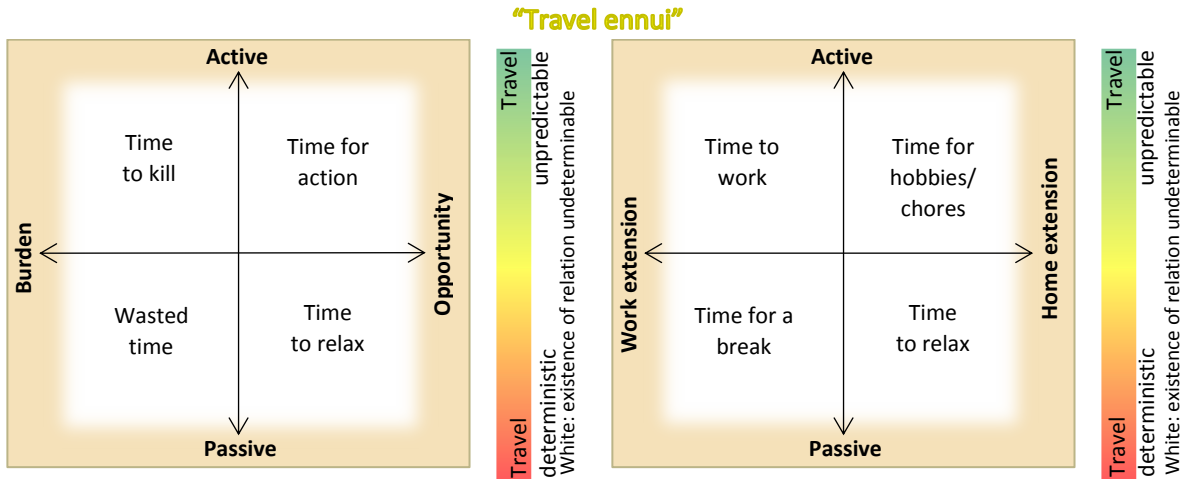 “Travel ennui”
Active
Time
to kill
Time for
action
Burden
Opportunity
Wasted
time
Time
to relax
Passive
Travel
unpredictable
Travel
deterministic
White: existence of relation undeterminable
Active
Time to
work
Time for
hobbies/
chores
Work extension
Home extension
Time for a
break
Time
to relax
Passive
Travel
unpredictable
Travel
deterministic
White: existence of relation undeterminable